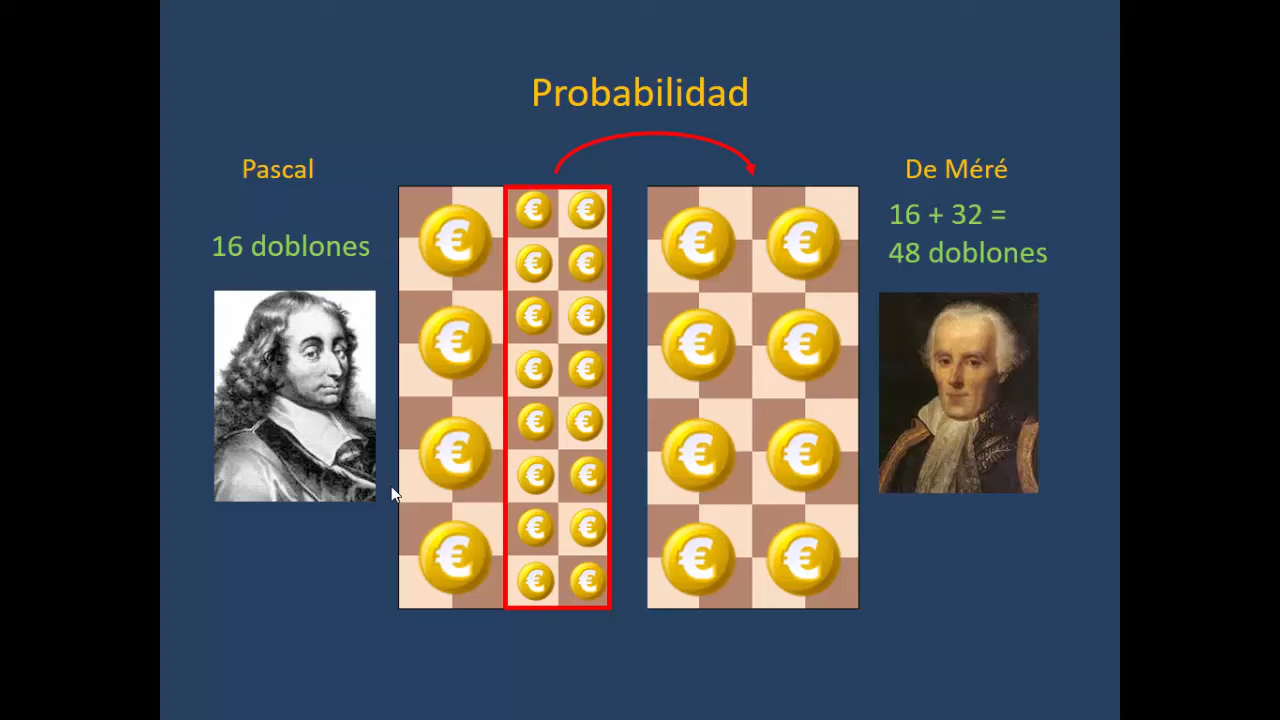 Probabilidad
Pascal
16 doblones
De Méré
16 + 32 =
48 doblones